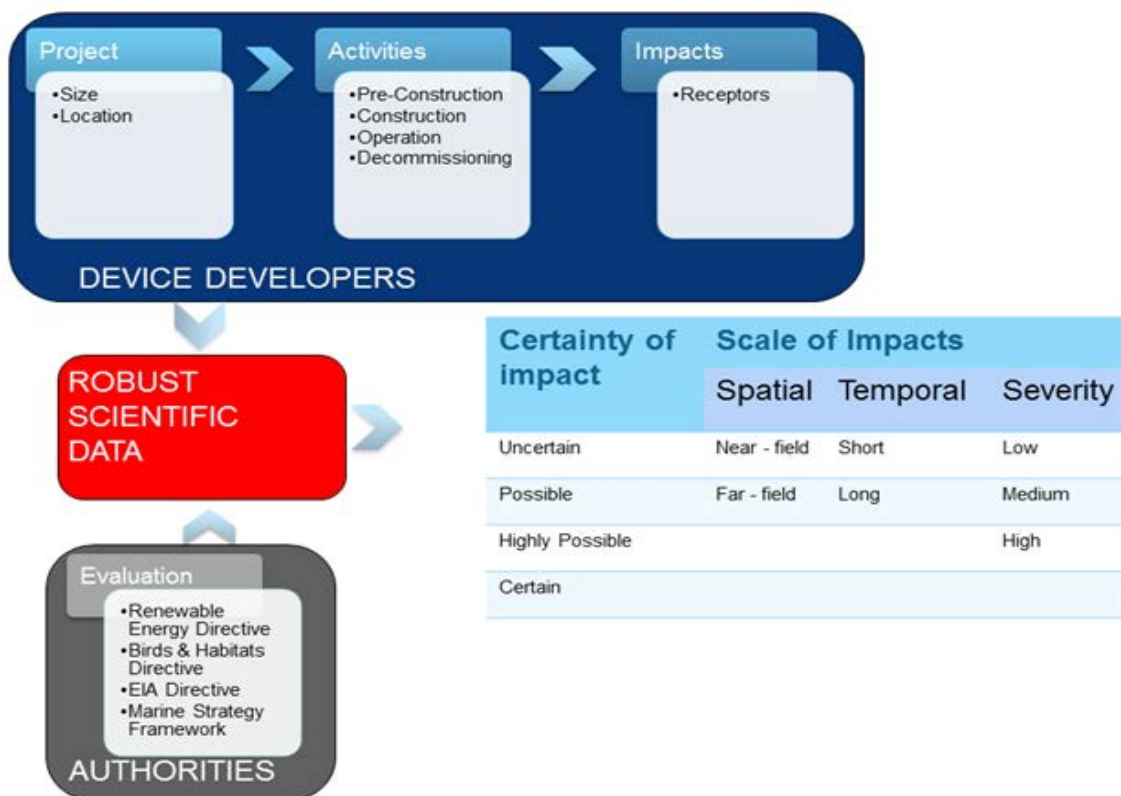 Project
•Size
•Location
Activities
•Pre-Construction
•Construction
•Operation
•Decommissioning
Impacts
•Receptors
DEVICE DEVELOPERS
ROBUST
SCIENTIFIC
DATA
Certainty of
impact
Scale of Impacts
Spatial Temporal Severity
Uncertain Near - field Short Low
Possible Far - field Long Medium
Highly Possible High
Certain
Evaluation
•Renewable
Energy Directive
•Birds & Habitats
Directive
•EIA Directive
•Marine Strategy
Framework
AUTHORITIES